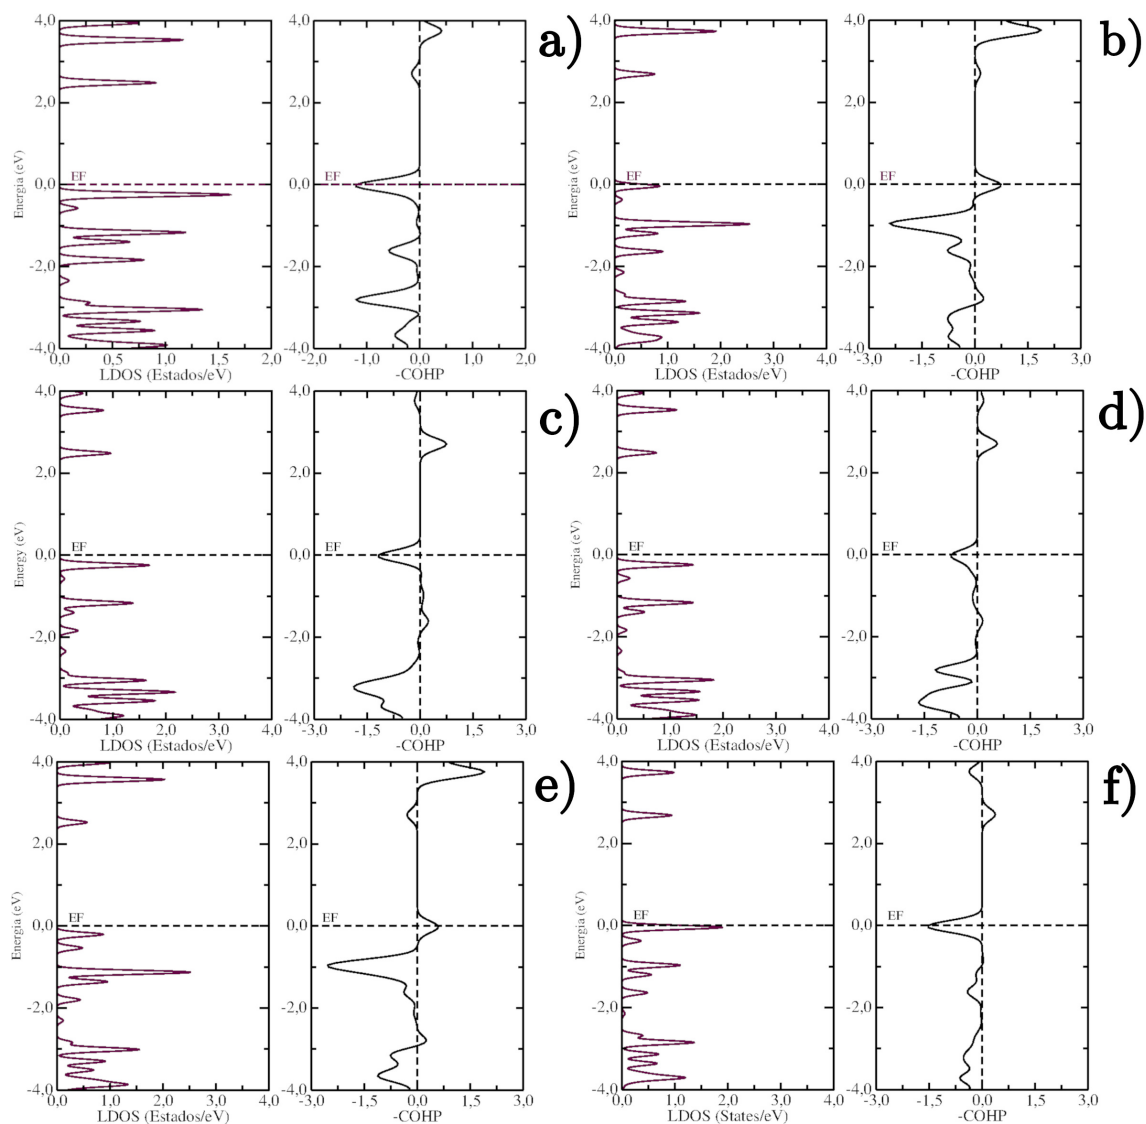 a)
4,0
2,0
0,0
-2,0
-4,0
Energia (eV)
EF
0,0 0,5 1,0 1,5 2,0
LDOS (Estados/eV)
4,0
2,0
0,0
-2,0
-4,0
EF
-2,0 -1,0 0,0 1,0 2,0
-COHP
b)
4,0
2,0
0,0
-2,0
-4,0
Energia (eV)
EF
0,0 1,0 2,0 3,0 4,0
LDOS (Estados/eV)
4,0
2,0
0,0
-2,0
-4,0
EF
-3,0 -1,5 0,0 1,5 3,0
-COHP
c)
4,0
2,0
0,0
-2,0
-4,0
Energy (eV)
EF
0,0 1,0 2,0 3,0 4,0
LDOS (Estados/eV)
4,0
2,0
0,0
-2,0
-4,0
EF
-3,0 -1,5 0,0 1,5 3,0
-COHP
d)
4,0
2,0
0,0
-2,0
-4,0
Energia (eV)
EF
0,0 1,0 2,0 3,0 4,0
LDOS (Estados/eV)
4,0
2,0
0,0
-2,0
-4,0
EF
-3,0 -1,5 0,0 1,5 3,0
-COHP
e)
4,0
2,0
0,0
-2,0
-4,0
Energia (eV)
EF
0,0 1,0 2,0 3,0 4,0
LDOS (Estados/eV)
4,0
2,0
0,0
-2,0
-4,0
EF
-3,0 -1,5 0,0 1,5 3,0
-COHP
f)
4,0
2,0
0,0
-2,0
-4,0
Energia (eV)
EF
0,0 1,0 2,0 3,0 4,0
LDOS (States/eV)
4,0
2,0
0,0
-2,0
-4,0
EF
-3,0 -1,5 0,0 1,5 3,0
-COHP